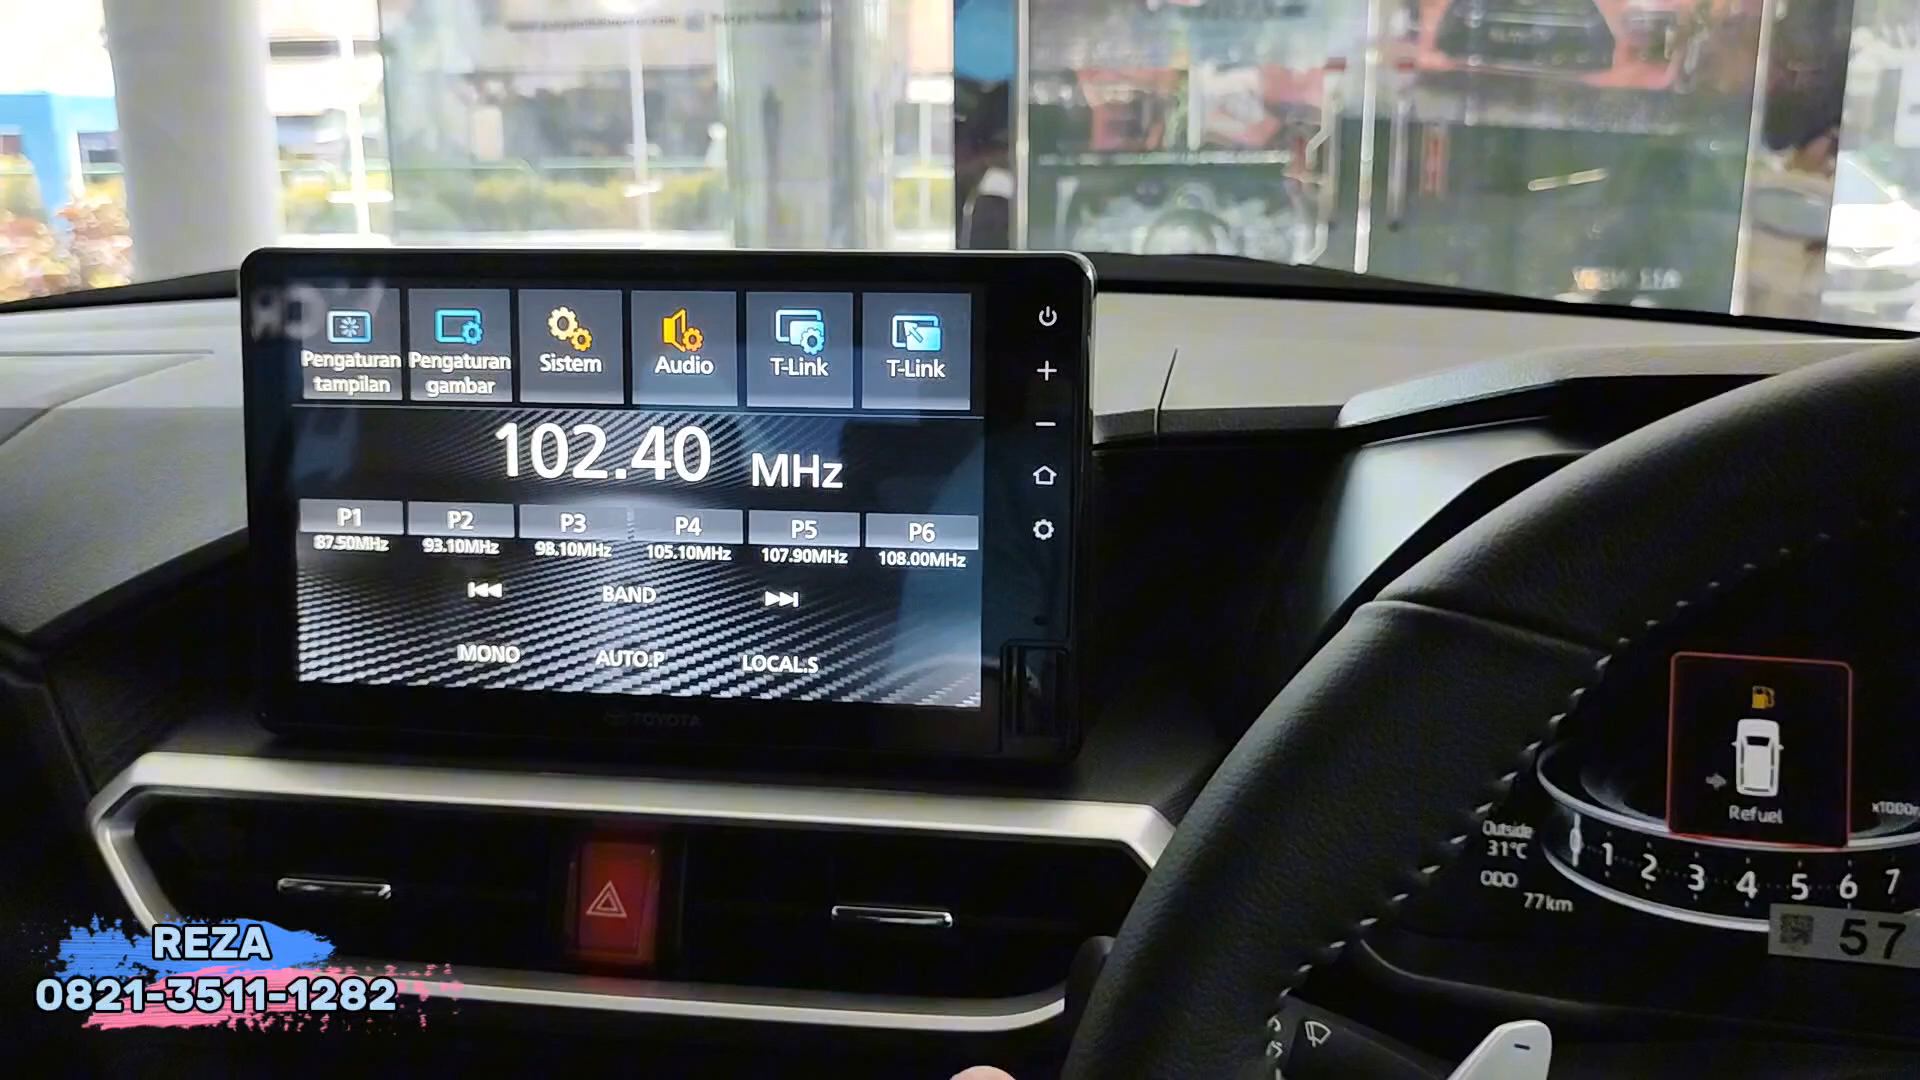 Pengaturan tampilan
Pengaturan gambar
Sistem
Audio
T-Link
T-Link
102.40 MHz
P1 P2 P3 P4 P5 P6
87.50MHz 93.10MHz 98.10MHz 105.10MHz 107.90MHz 108.00MHz
BAND
MONO AUTO.P LOCAL.S
TOYOTA
Refuel
Outside
31°C
ODO
77km
1 2 3 4 5 6 7
57
REZA
0821-3511-1282